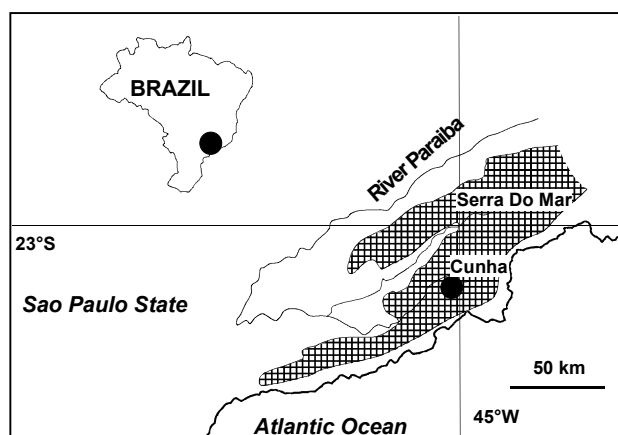 BRAZIL
River Paraiba
Serra Do Mar
23°S
Cunha
Sao Paulo State
50 km
45°W
Atlantic Ocean